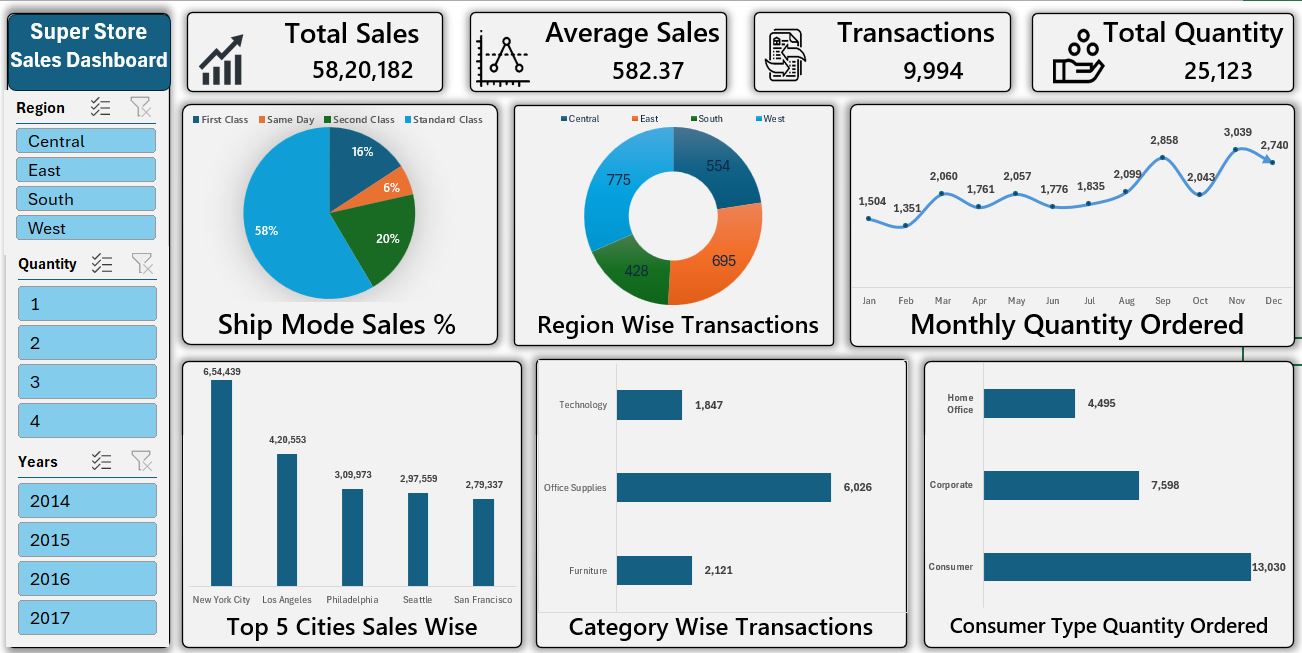 Super Store
Sales Dashboard
Total Sales
58,20,182
Average Sales
582.37
Transactions
9,994
Total Quantity
25,123
Region
Central
East
South
West
Quantity
1
2
3
4
Years
2014
2015
2016
2017
First Class Same Day Second Class Standard Class
16%
6%
20%
58%
Ship Mode Sales %
Central East South West
554
775
695
428
Region Wise Transactions
1,504
1,351
2,060
1,761
2,057
1,776
1,835
2,099
2,858
2,043
3,039
2,740
Jan Feb Mar Apr May Jun Jul Aug Sep Oct Nov Dec
Monthly Quantity Ordered
6,54,439
4,20,553
3,09,973
2,97,559
2,79,337
New York City Los Angeles Philadelphia Seattle San Francisco
Top 5 Cities Sales Wise
Technology 1,847
Office Supplies 6,026
Furniture 2,121
Category Wise Transactions
Home
Office 4,495
Corporate 7,598
Consumer 13,030
Consumer Type Quantity Ordered